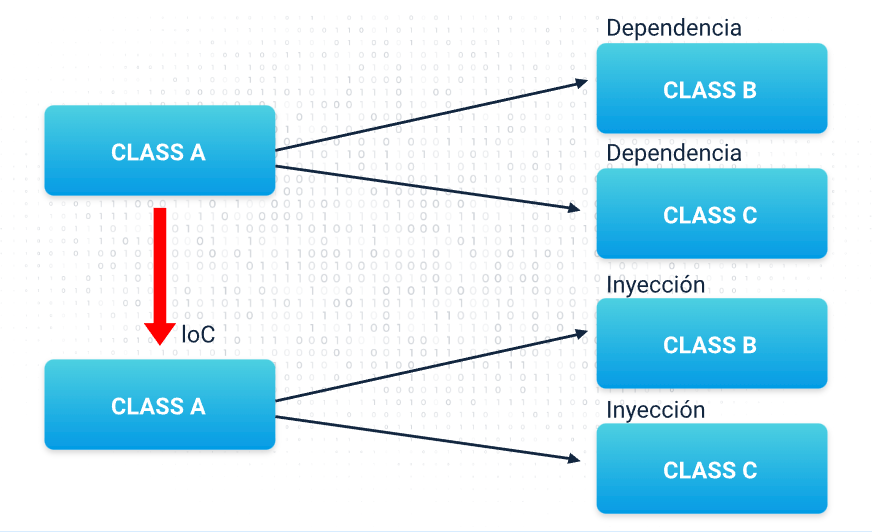 Dependencia
CLASS B
CLASS A
Dependencia
CLASS C
Inyección
IoC
CLASS B
CLASS A
Inyección
CLASS C